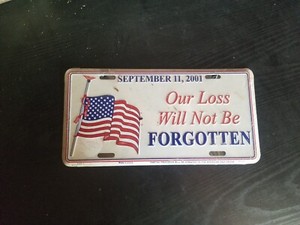 SEPTEMBER 11, 2001
Our Loss
Will Not Be
FORGOTTEN